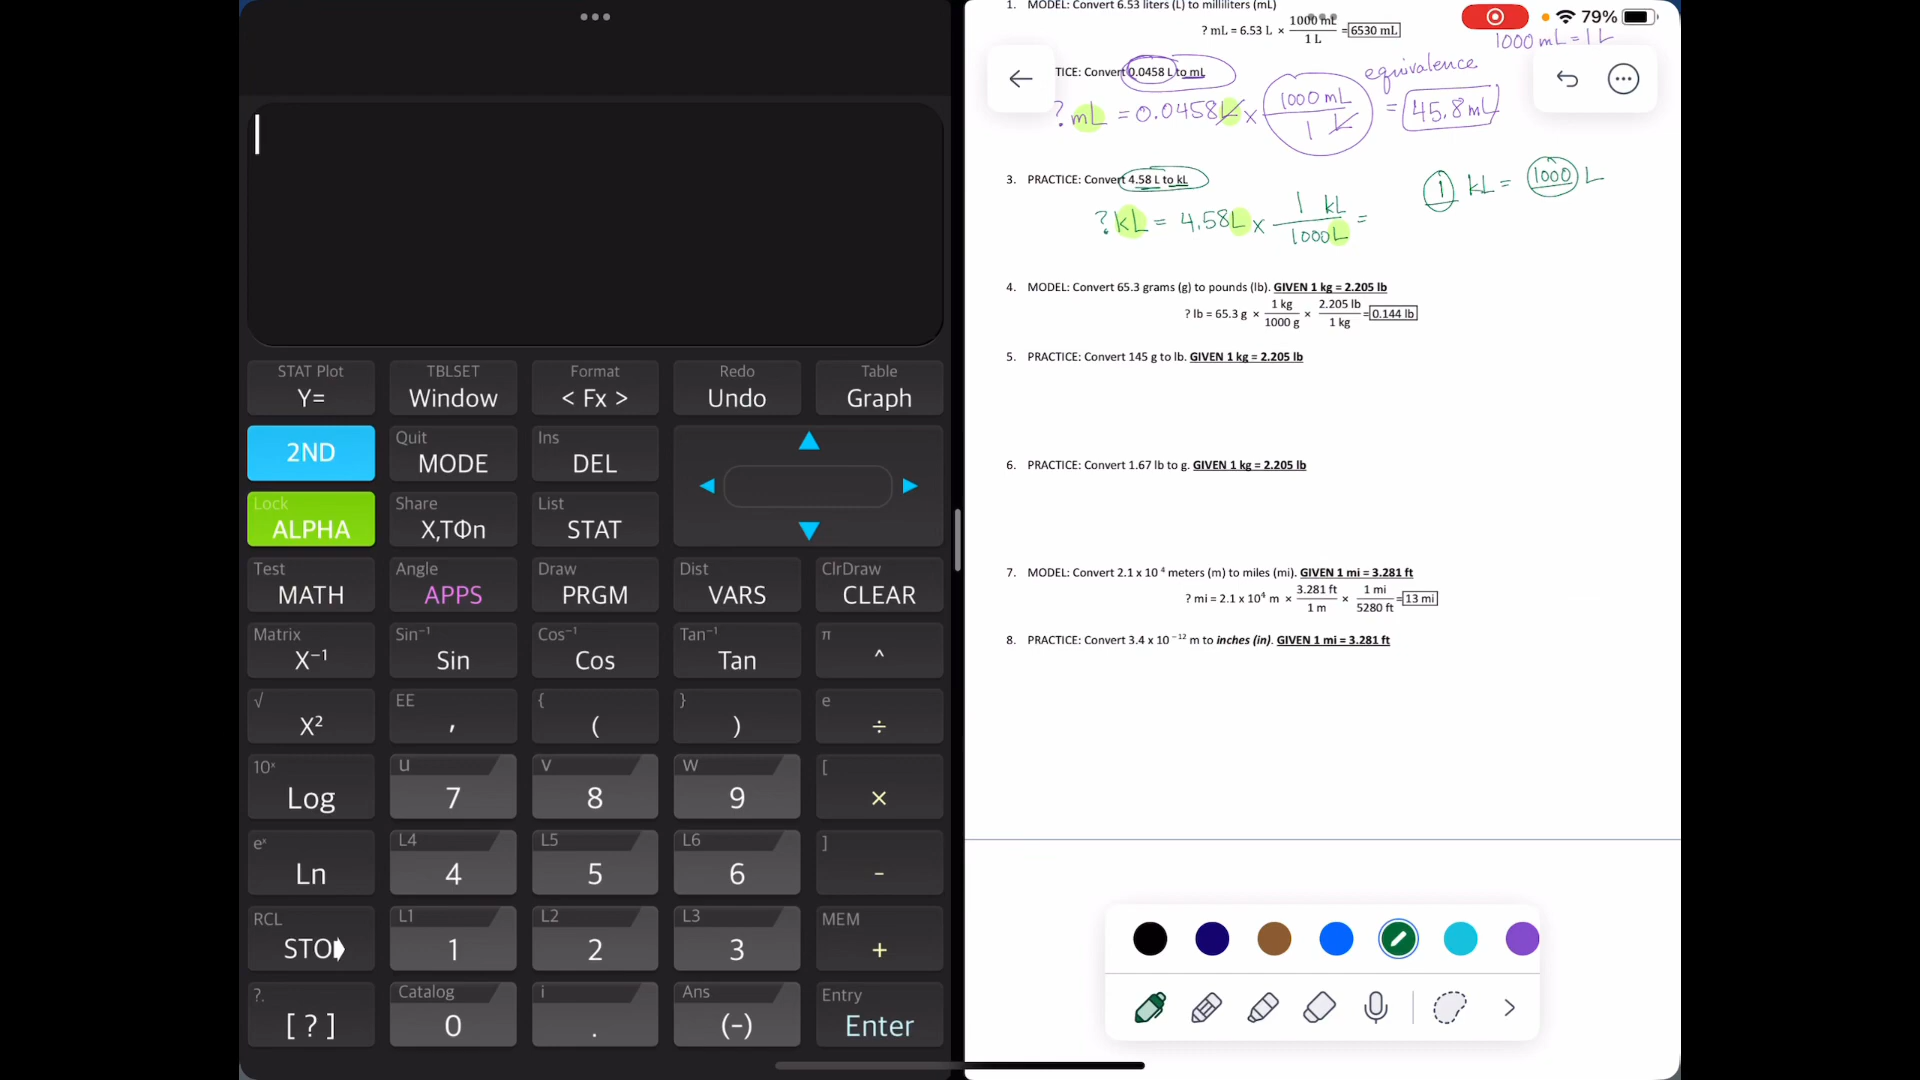 STAT Plot TBLSET Format Redo Table
Y= Window < Fx > Undo Graph
Quit Ins
2ND MODE DEL
Lock Share List
ALPHA X,TΦn STAT
Test Angle Draw Dist ClrDraw
MATH APPS PRGM VARS CLEAR
Matrix Sin⁻¹ Cos⁻¹ Tan⁻¹ π
X⁻¹ Sin Cos Tan ^
√ EE { } e
X² , ( ) ÷
10ˣ u v w [
Log 7 8 9 ×
eˣ L4 L5 L6 ]
Ln 4 5 6 -
RCL L1 L2 L3 MEM
STO 1 2 3 +
?. Catalog i Ans Entry
[ ? ] 0 . (-) Enter
79%
1. MODEL: Convert 6.53 liters (L) to milliliters (mL)
? mL = 6.53 L × 1000 mL / 1 L = 6530 mL
1000 mL = 1 L
TICE: Convert 0.0458 L to mL
equivalence
? mL = 0.0458 L x 1000 mL / 1 L = 45.8 mL
3. PRACTICE: Convert 4.58 L to kL
1 kL = 1000 L
? kL = 4.58 L x 1 kL / 1000 L =
4. MODEL: Convert 65.3 grams (g) to pounds (lb). GIVEN 1 kg = 2.205 lb
? lb = 65.3 g × 1 kg / 1000 g × 2.205 lb / 1 kg = 0.144 lb
5. PRACTICE: Convert 145 g to lb. GIVEN 1 kg = 2.205 lb
6. PRACTICE: Convert 1.67 lb to g. GIVEN 1 kg = 2.205 lb
7. MODEL: Convert 2.1 x 10 ⁴ meters (m) to miles (mi). GIVEN 1 mi = 3.281 ft
? mi = 2.1 x 10⁴ m × 3.281 ft / 1 m × 1 mi / 5280 ft = 13 mi
8. PRACTICE: Convert 3.4 x 10 ⁻¹² m to inches (in). GIVEN 1 mi = 3.281 ft